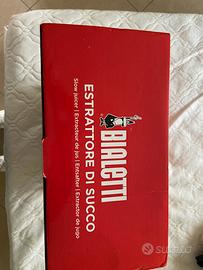 BIALETTI
ESTRATTORE DI SUCCO
Slow juicer | Extracteur de jus | Entsafter | Extractor de jugo
SUBITO